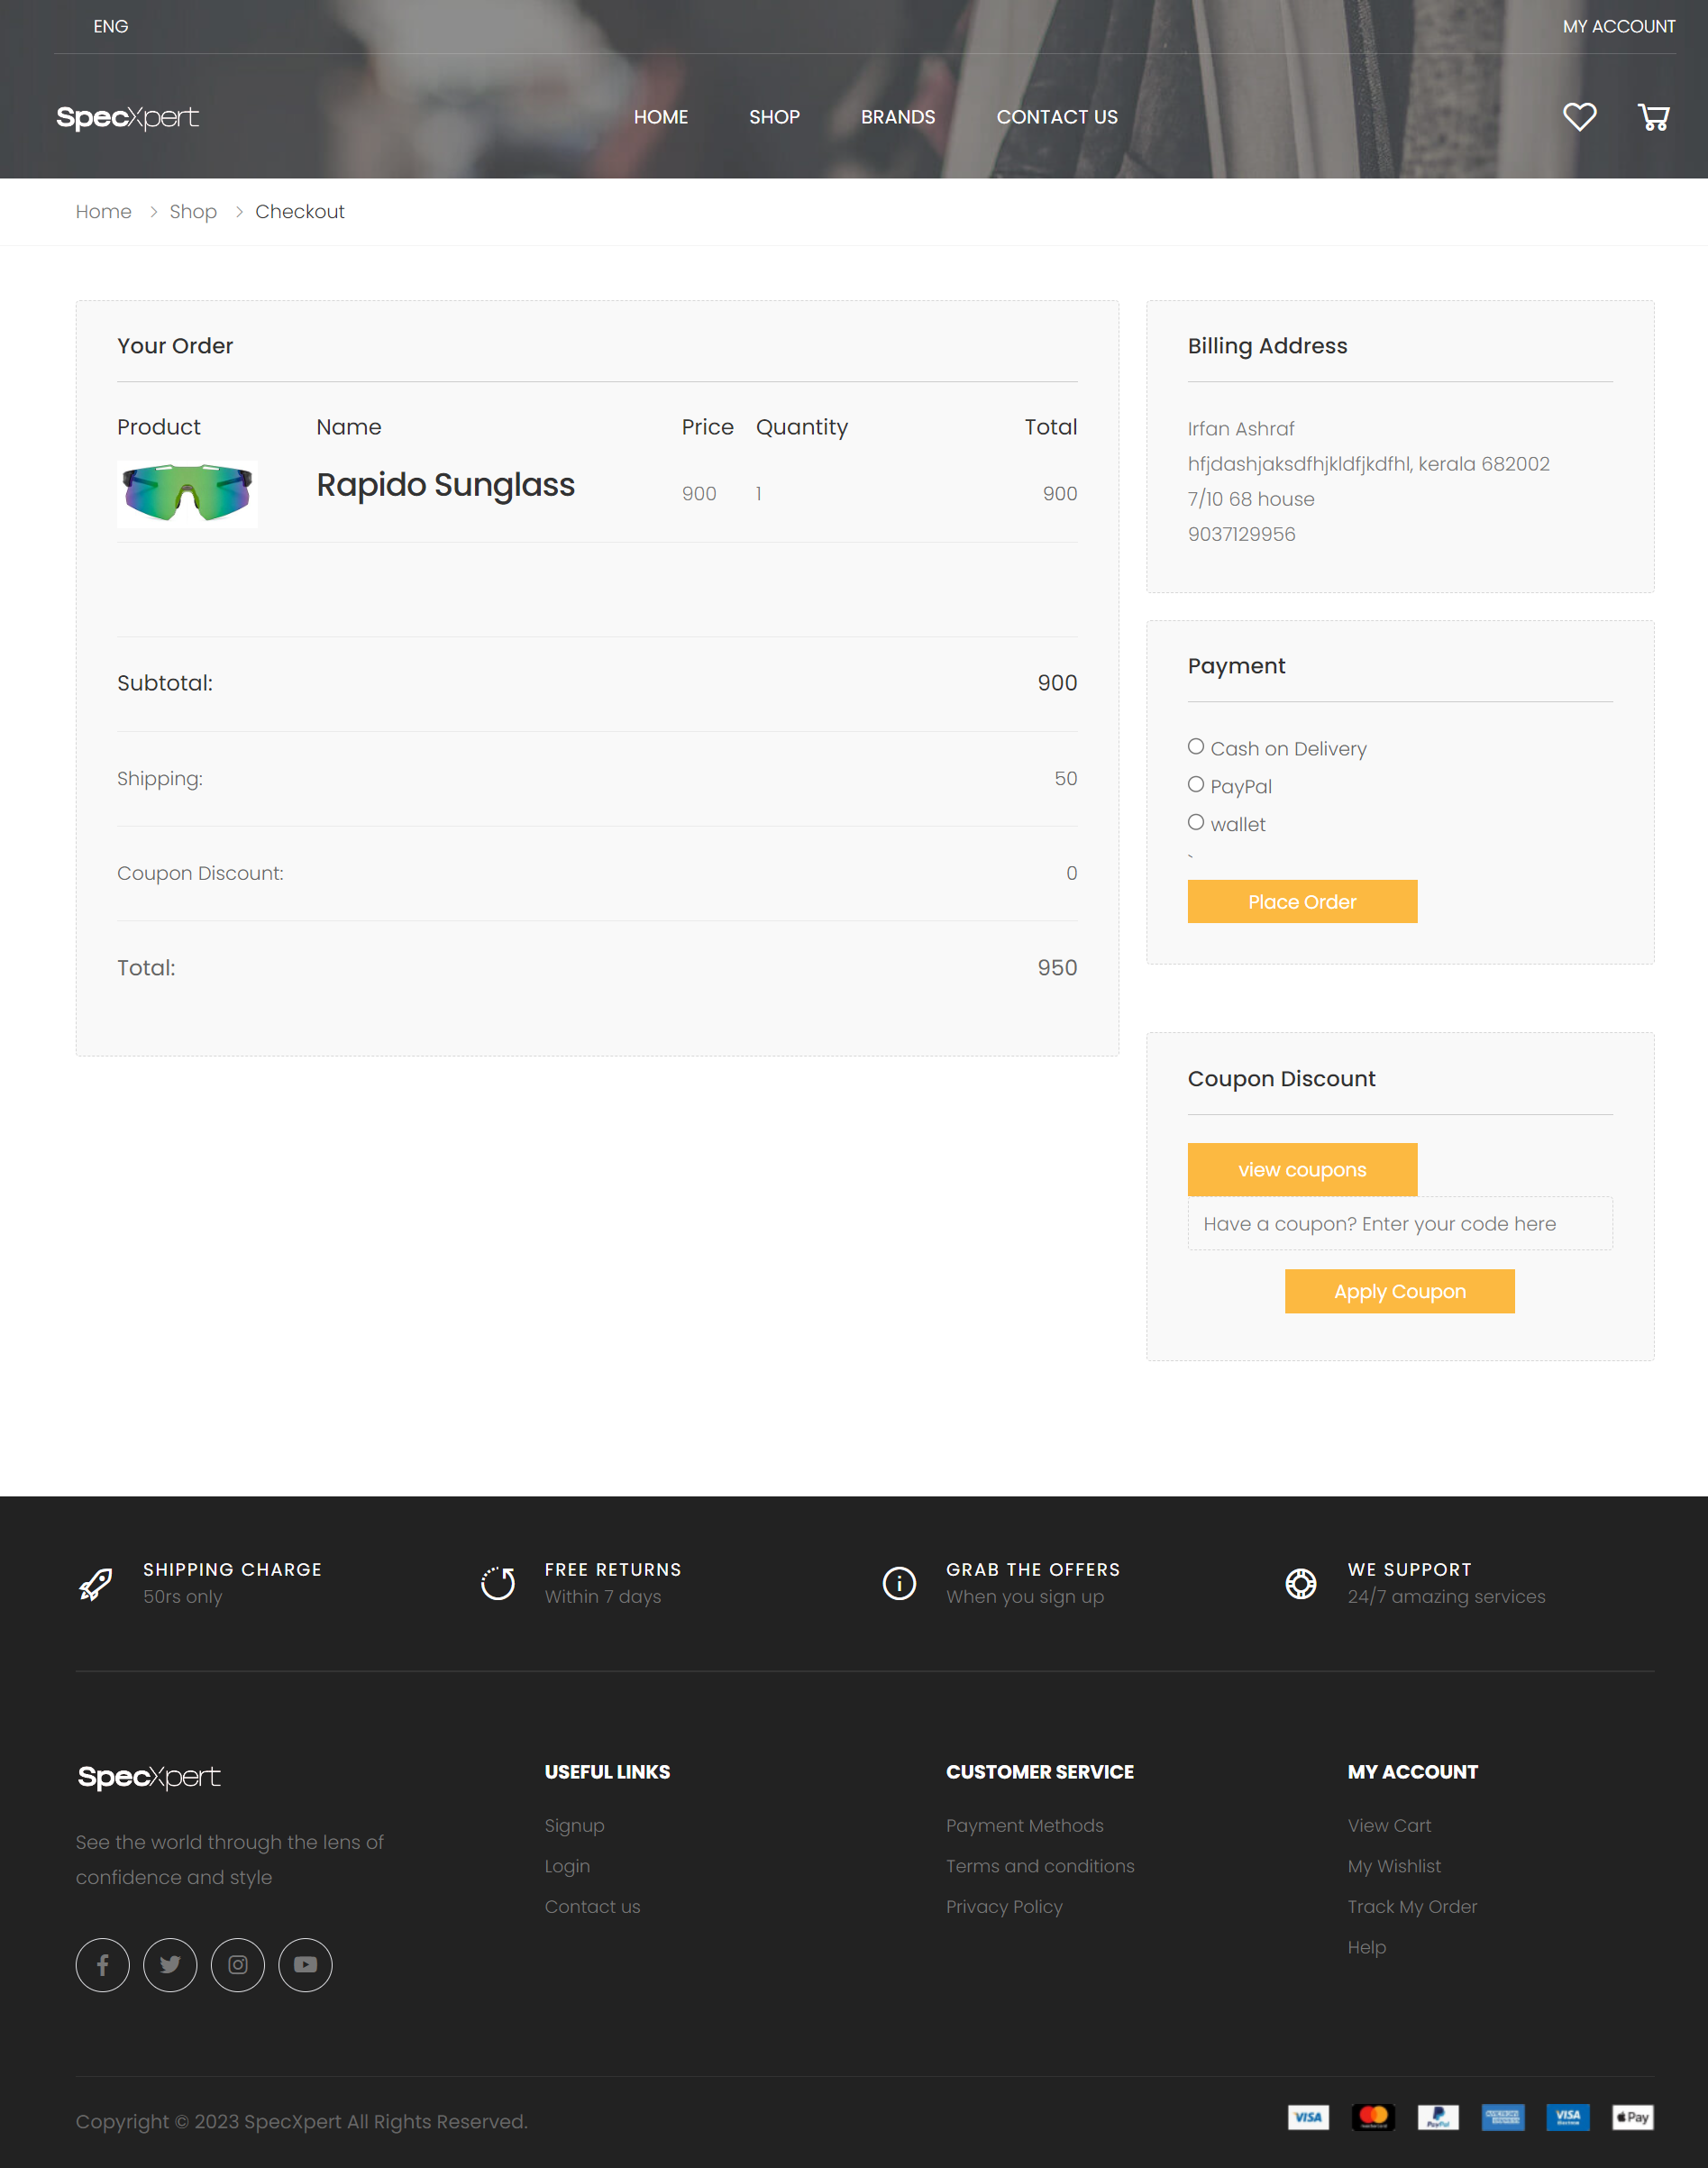 ENG
MY ACCOUNT
SpecXpert
HOME
SHOP
BRANDS
CONTACT US
Home
Shop
Checkout
Your Order
Product
Name
Price
Quantity
Total
Rapido Sunglass
900
1
900
Subtotal:
900
Shipping:
50
Coupon Discount:
0
Total:
950
Billing Address
Irfan Ashraf
hfjdashjaksdfhjkldfjkdfhl, kerala 682002
7/10 68 house
9037129956
Payment
Cash on Delivery
PayPal
wallet
`
Place Order
Coupon Discount
view coupons
Have a coupon? Enter your code here
Apply Coupon
SHIPPING CHARGE
50rs only
FREE RETURNS
Within 7 days
GRAB THE OFFERS
When you sign up
WE SUPPORT
24/7 amazing services
SpecXpert
See the world through the lens of
confidence and style
USEFUL LINKS
Signup
Login
Contact us
CUSTOMER SERVICE
Payment Methods
Terms and conditions
Privacy Policy
MY ACCOUNT
View Cart
My Wishlist
Track My Order
Help
Copyright © 2023 SpecXpert All Rights Reserved.
VISA
PayPal
VISA
Pay